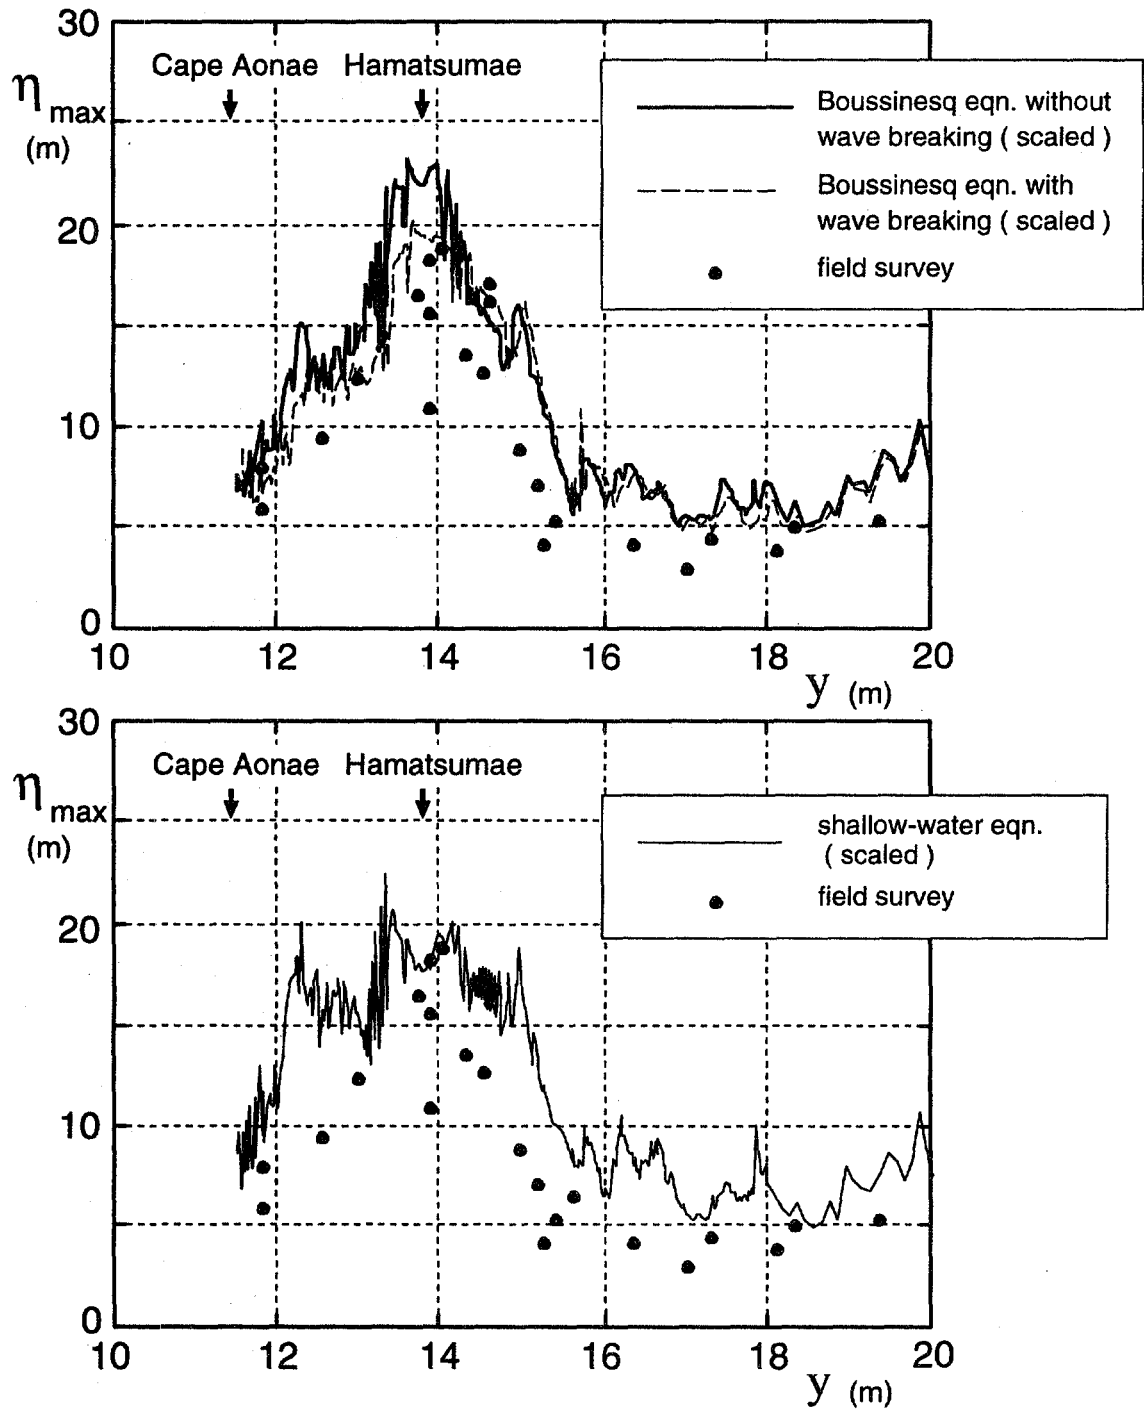 30
Cape Aonae Hamatsumae
η max
(m)
Boussinesq eqn. without
wave breaking ( scaled )
Boussinesq eqn. with
wave breaking ( scaled )
field survey
20
10
0
10 12 14 16 18 20
y (m)
30
Cape Aonae Hamatsumae
η max
(m)
shallow-water eqn.
( scaled )
field survey
20
10
0
10 12 14 16 18 20
y (m)